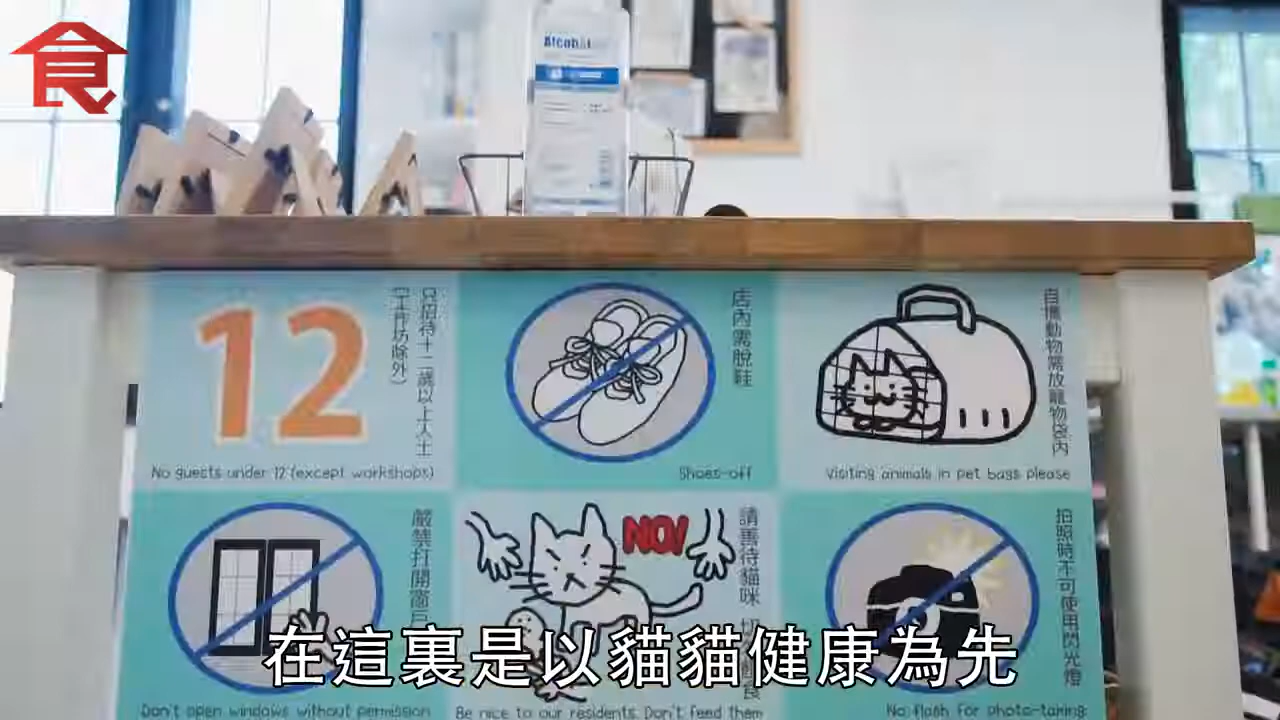 食
Alcohol
12
只招待十二歲以上人士
(工作坊除外)
No guests under 12 (except workshops)
店內需脫鞋
Shoes-off
自攜動物需放寵物袋內
Visiting animals in pet bags please
嚴禁打開窗戶
Don't open windows without permission
NO!
請善待貓咪
Be nice to our residents. Don't feed them
拍照時不可使用閃光燈
No flash for photo-taking
在這裏是以貓貓健康為先